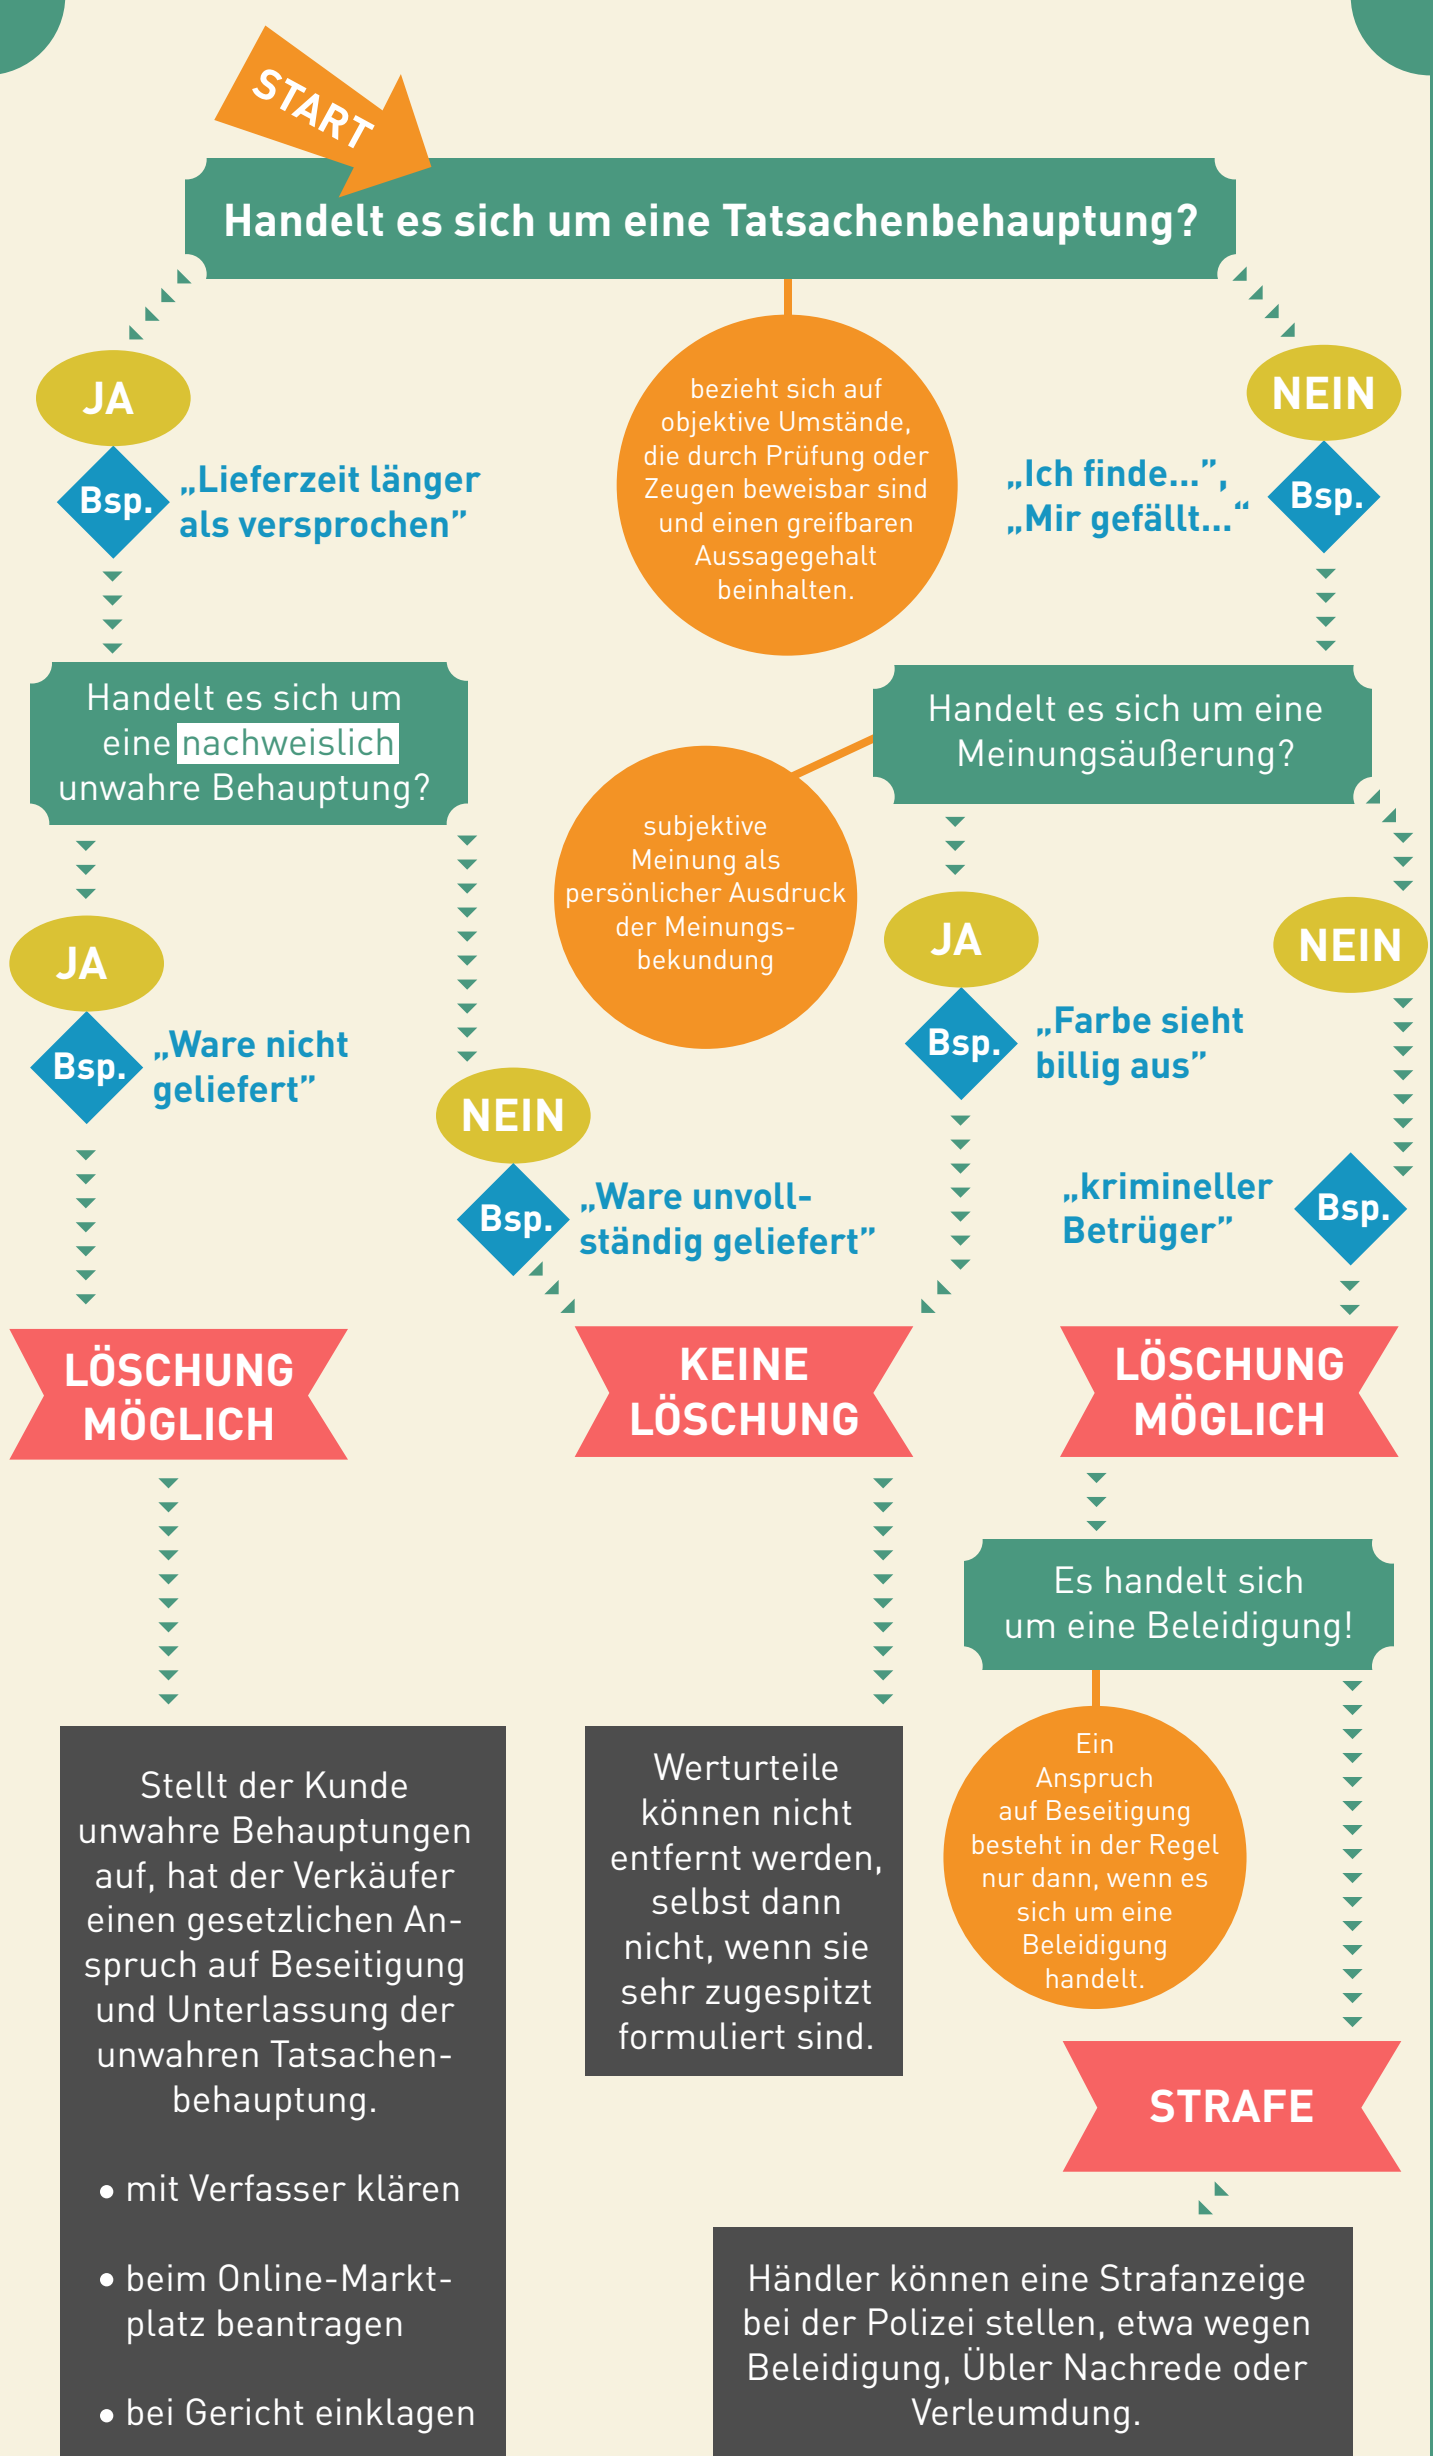 START
Handelt es sich um eine Tatsachenbehauptung?
JA
NEIN
bezieht sich auf
objektive Umstände,
die durch Prüfung oder
Zeugen beweisbar sind
und einen greifbaren
Aussagegehalt
beinhalten.
Bsp.
„Lieferzeit länger
als versprochen”
„Ich finde...”,
„Mir gefällt...“
Bsp.
Handelt es sich um
eine nachweislich
unwahre Behauptung?
Handelt es sich um eine
Meinungsäußerung?
subjektive
Meinung als
persönlicher Ausdruck
der Meinungs-
bekundung
JA
Bsp.
„Ware nicht
geliefert”
NEIN
Bsp.
„Ware unvoll-
ständig geliefert”
JA
Bsp.
„Farbe sieht
billig aus”
NEIN
„krimineller
Betrüger”
Bsp.
LÖSCHUNG
MÖGLICH
KEINE
LÖSCHUNG
LÖSCHUNG
MÖGLICH
Es handelt sich
um eine Beleidigung!
Stellt der Kunde
unwahre Behauptungen
auf, hat der Verkäufer
einen gesetzlichen An-
spruch auf Beseitigung
und Unterlassung der
unwahren Tatsachen-
behauptung.
• mit Verfasser klären
• beim Online-Markt-
platz beantragen
• bei Gericht einklagen
Werturteile
können nicht
entfernt werden,
selbst dann
nicht, wenn sie
sehr zugespitzt
formuliert sind.
Ein
Anspruch
auf Beseitigung
besteht in der Regel
nur dann, wenn es
sich um eine
Beleidigung
handelt.
STRAFE
Händler können eine Strafanzeige
bei der Polizei stellen, etwa wegen
Beleidigung, Übler Nachrede oder
Verleumdung.